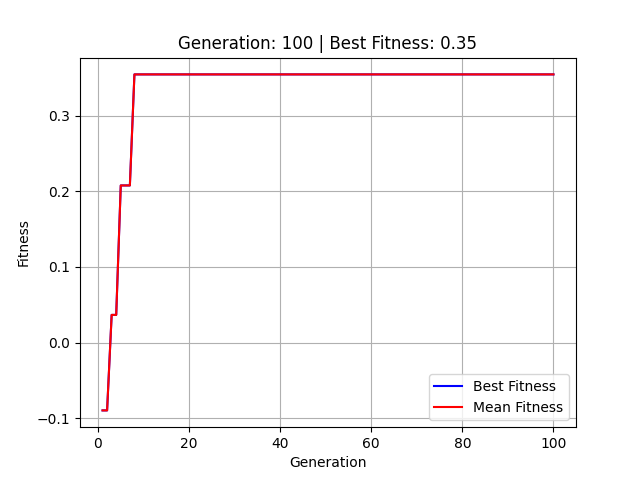 Generation: 100 | Best Fitness: 0.35
Fitness
0.3
0.2
0.1
0.0
−0.1
Best Fitness
Mean Fitness
0 20 40 60 80 100
Generation